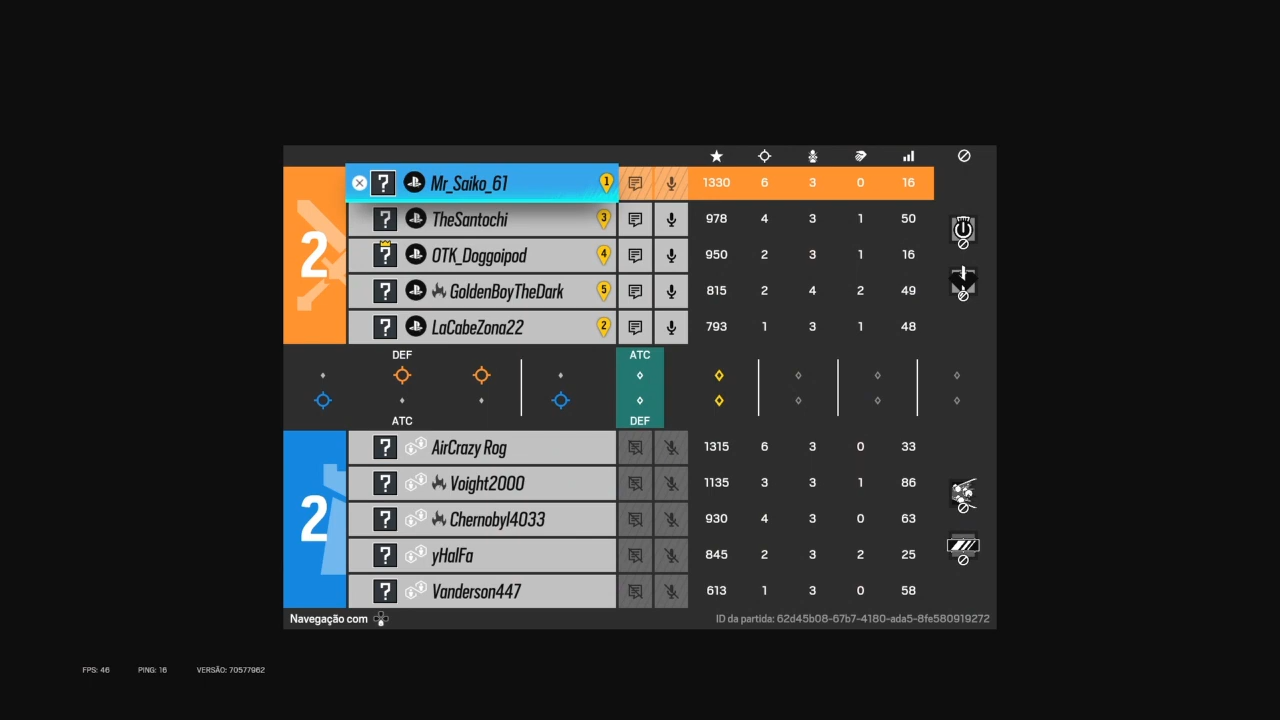 ? Mr_Saiko_61 1 1330 6 3 0 16
2
? TheSantochi 3 978 4 3 1 50
? OTK_Doggoipod 4 950 2 3 1 16
? GoldenBoyTheDark 5 815 2 4 2 49
? LaCabeZona22 2 793 1 3 1 48
DEF ATC
ATC DEF
? AirCrazy Rog 1315 6 3 0 33
? Voight2000 1135 3 3 1 86
2
? Chernobyl4033 930 4 3 0 63
? yHalFa 845 2 3 2 25
? Vanderson447 613 1 3 0 58
Navegação com ID da partida: 62d45b08-67b7-4180-ada5-8fe580919272
FPS: 46 PING: 16 VERSÃO: 70577962